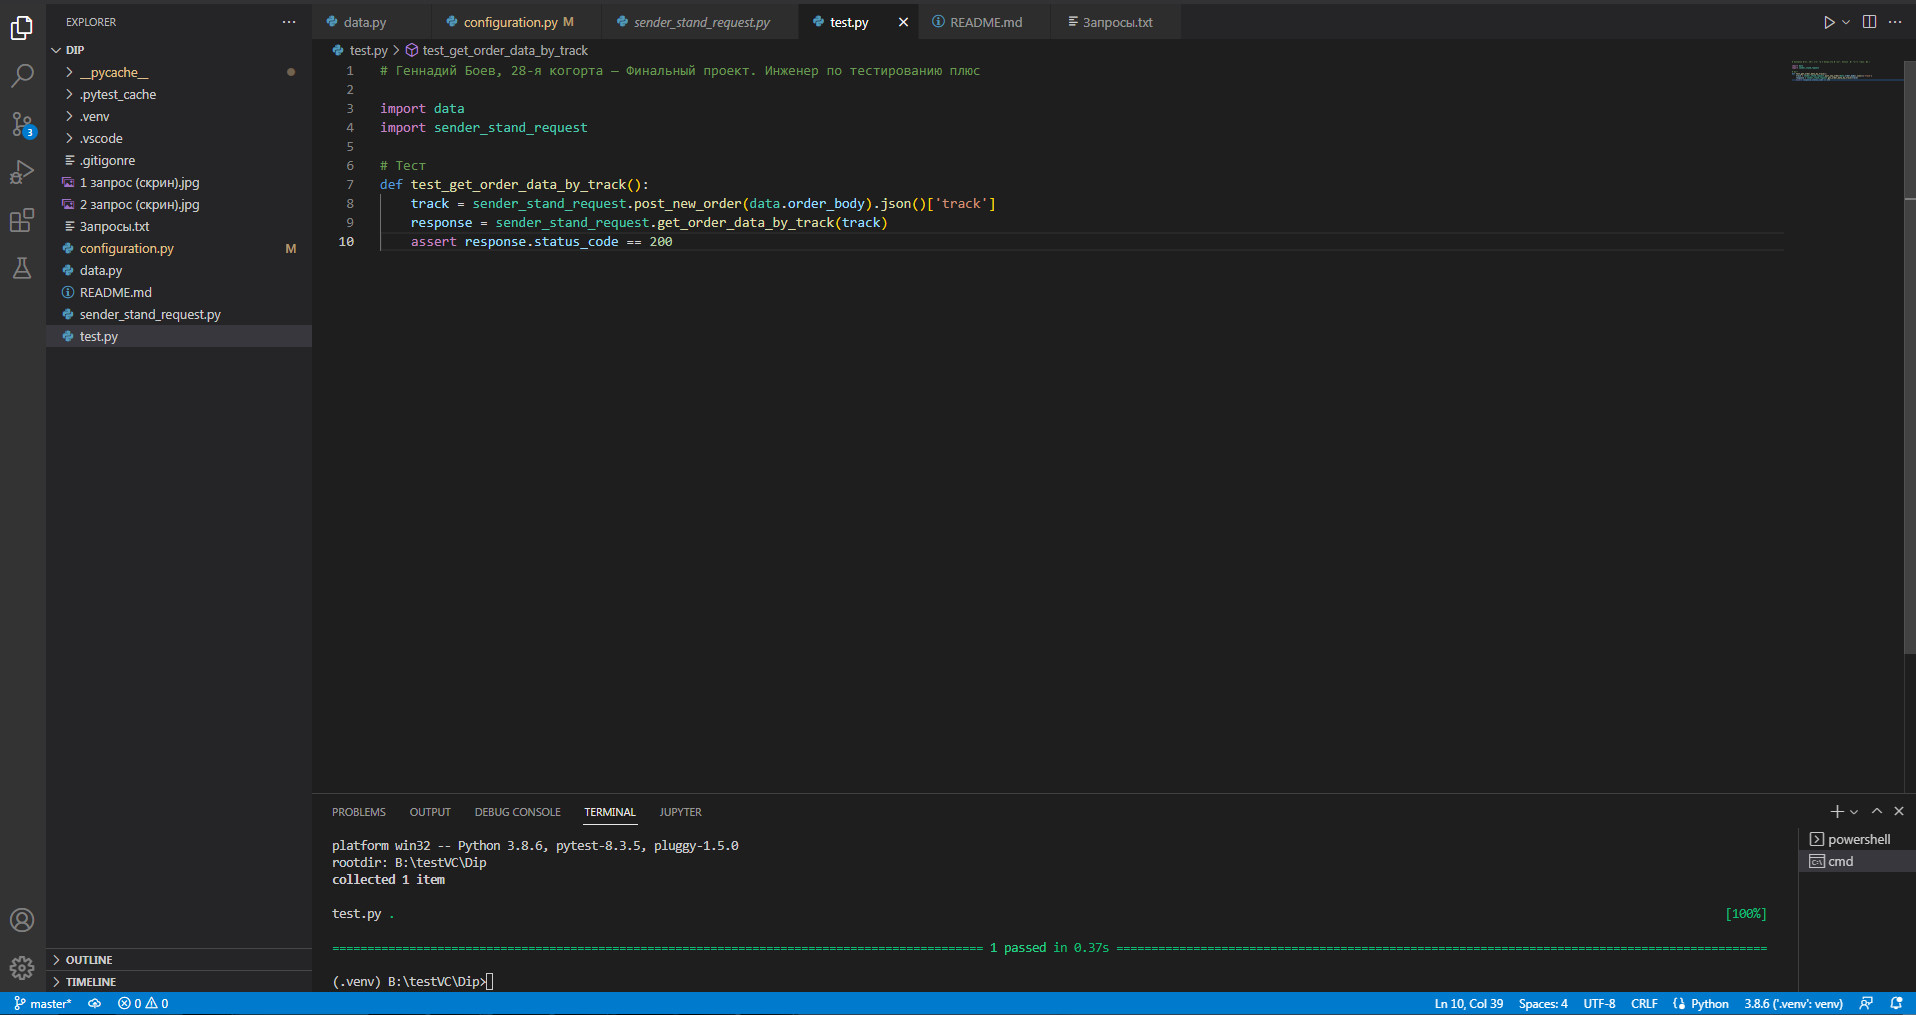 EXPLORER
DIP
__pycache__
.pytest_cache
.venv
.vscode
.gitigonre
1 запрос (скрин).jpg
2 запрос (скрин).jpg
Запросы.txt
configuration.py M
data.py
README.md
sender_stand_request.py
test.py
OUTLINE
TIMELINE
3
data.py
configuration.py M
sender_stand_request.py
test.py
README.md
Запросы.txt
test.py > test_get_order_data_by_track
1 # Геннадий Боев, 28-я когорта — Финальный проект. Инженер по тестированию плюс
2
3 import data
4 import sender_stand_request
5
6 # Тест
7 def test_get_order_data_by_track():
8 track = sender_stand_request.post_new_order(data.order_body).json()['track']
9 response = sender_stand_request.get_order_data_by_track(track)
10 assert response.status_code == 200
PROBLEMS OUTPUT DEBUG CONSOLE TERMINAL JUPYTER
platform win32 -- Python 3.8.6, pytest-8.3.5, pluggy-1.5.0
rootdir: B:\testVC\Dip
collected 1 item
test.py . [100%]
1 passed in 0.37s
(.venv) B:\testVC\Dip>
powershell
cmd
master* 0 0 Ln 10, Col 39 Spaces: 4 UTF-8 CRLF Python 3.8.6 ('.venv': venv)